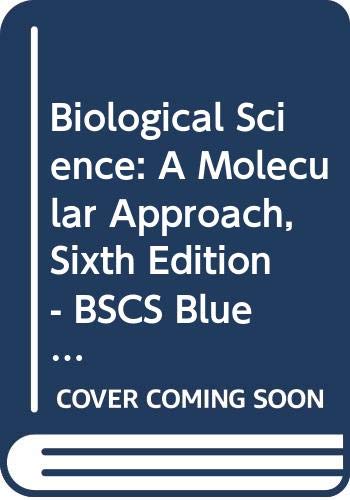 Biological Sci
ence: A Molecu
lar Approach,
Sixth Edition
- BSCS Blue
...
COVER COMING SOON